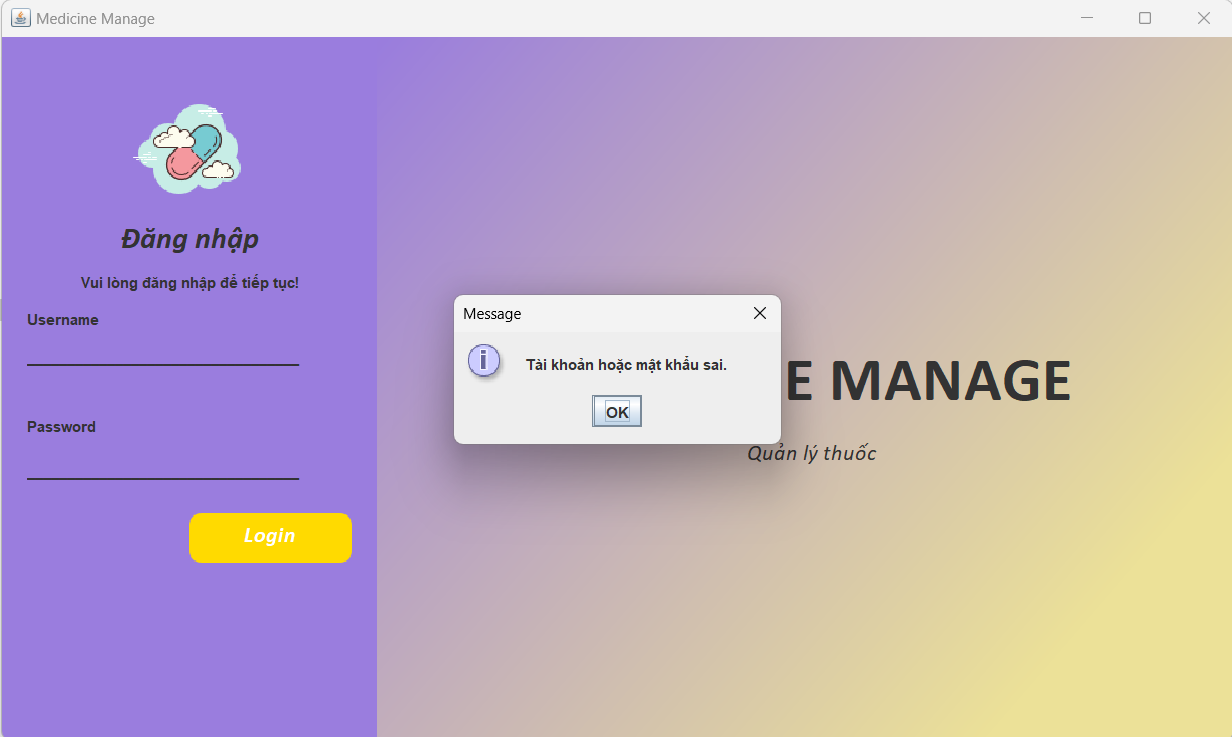 Medicine Manage
Đăng nhập
Vui lòng đăng nhập để tiếp tục!
Username
Password
Login
Message
Tài khoản hoặc mật khẩu sai.
OK
E MANAGE
Quản lý thuốc